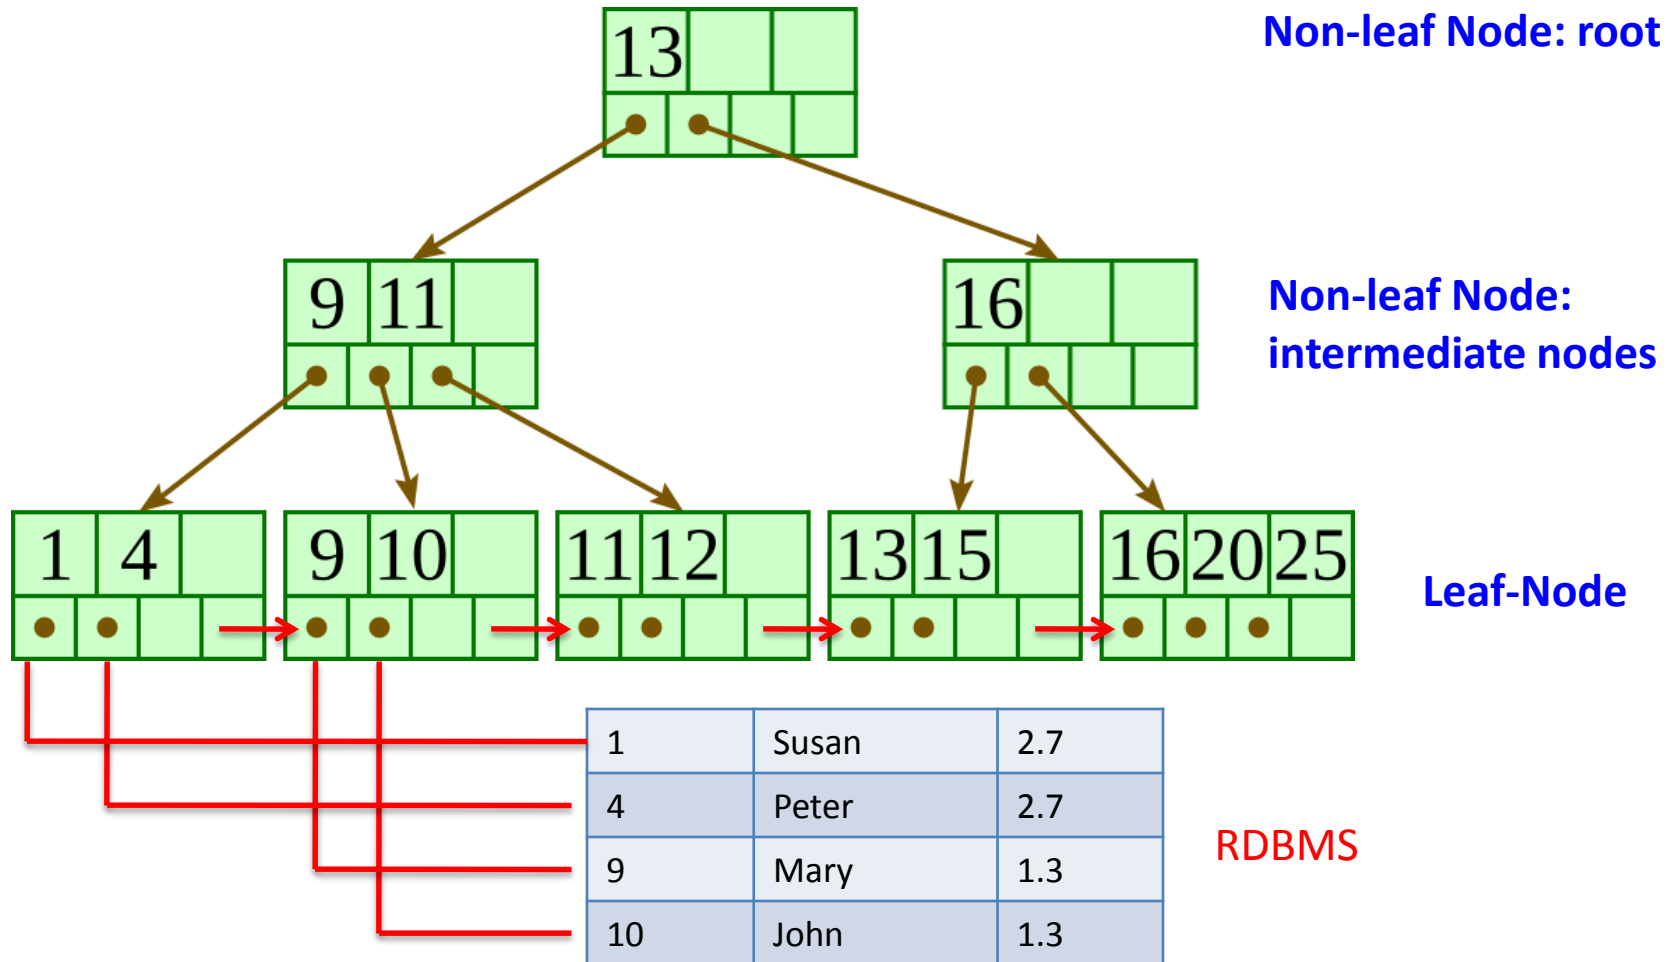 Non-leaf Node: root
13
9 11
16
Non-leaf Node:
intermediate nodes
1 4
9 10
11 12
13 15
16 20 25
Leaf-Node
1 Susan 2.7
4 Peter 2.7
9 Mary 1.3
10 John 1.3
RDBMS